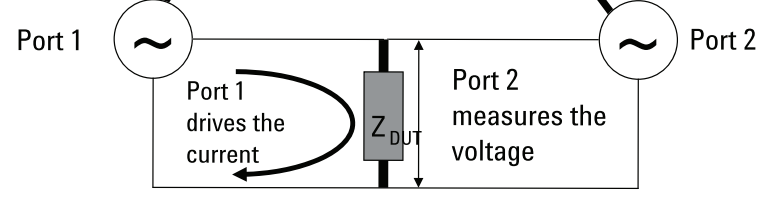 Port 1
Port 2
Port 1
drives the
current
Z DUT
Port 2
measures the
voltage